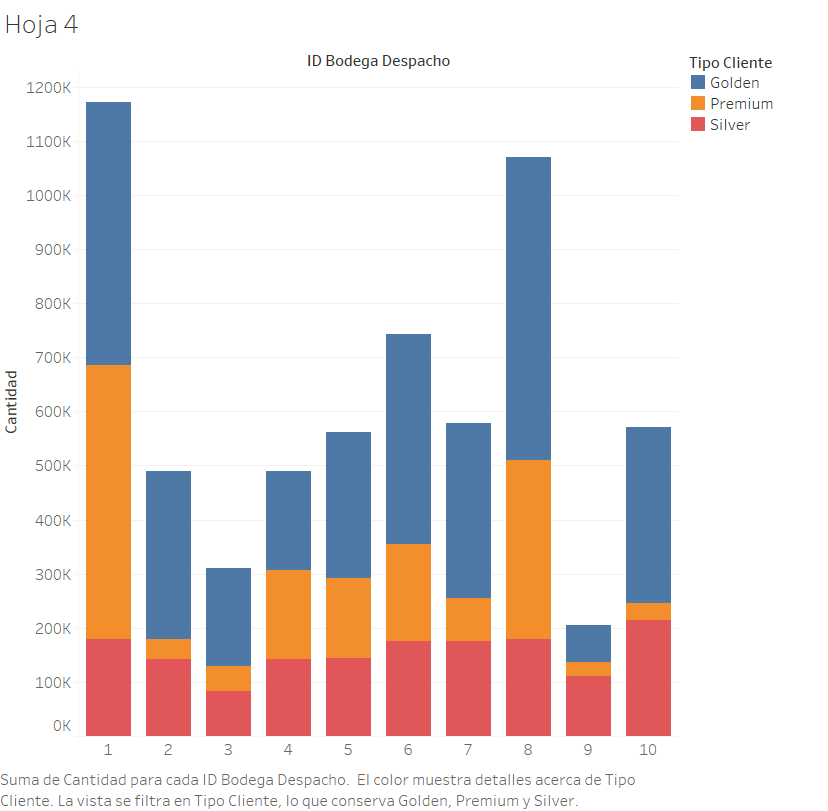 Hoja 4
ID Bodega Despacho
Tipo Cliente
Golden
Premium
Silver
Cantidad
1200K
1100K
1000K
900K
800K
700K
600K
500K
400K
300K
200K
100K
0K
1 2 3 4 5 6 7 8 9 10
Suma de Cantidad para cada ID Bodega Despacho.  El color muestra detalles acerca de Tipo
Cliente. La vista se filtra en Tipo Cliente, lo que conserva Golden, Premium y Silver.